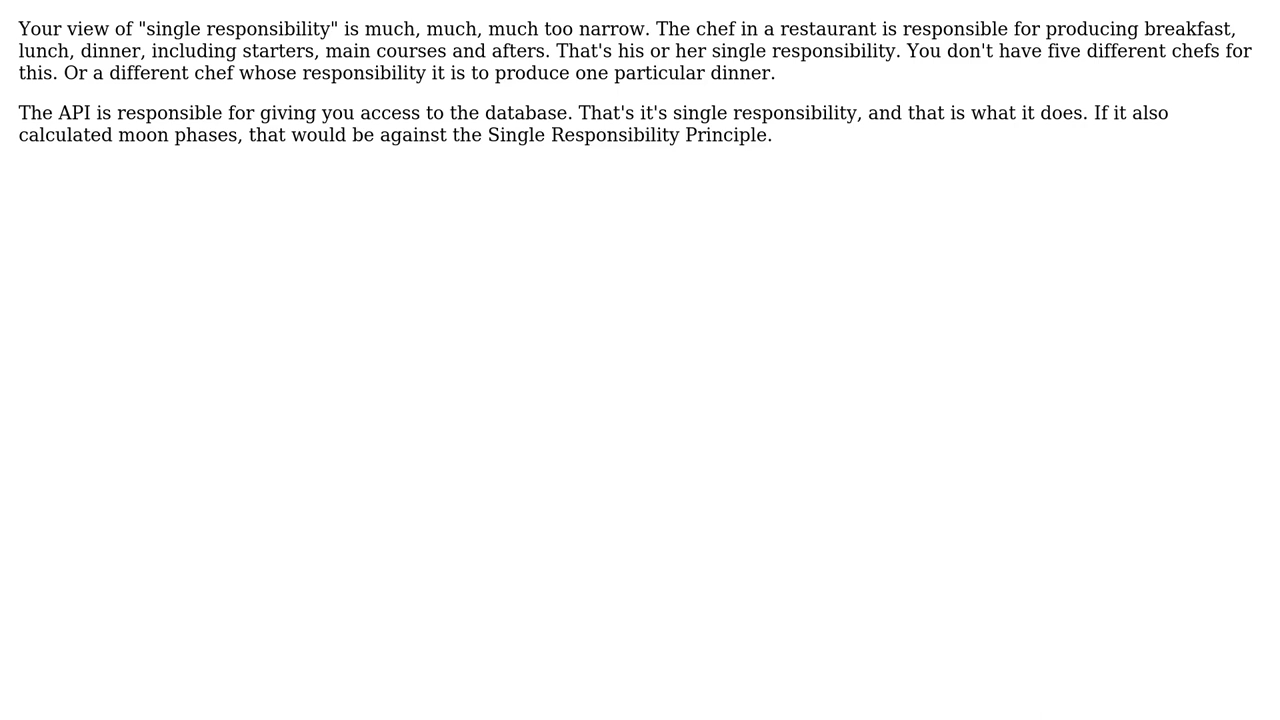 Your view of "single responsibility" is much, much, much too narrow. The chef in a restaurant is responsible for producing breakfast,
lunch, dinner, including starters, main courses and afters. That's his or her single responsibility. You don't have five different chefs for
this. Or a different chef whose responsibility it is to produce one particular dinner.
The API is responsible for giving you access to the database. That's it's single responsibility, and that is what it does. If it also
calculated moon phases, that would be against the Single Responsibility Principle.